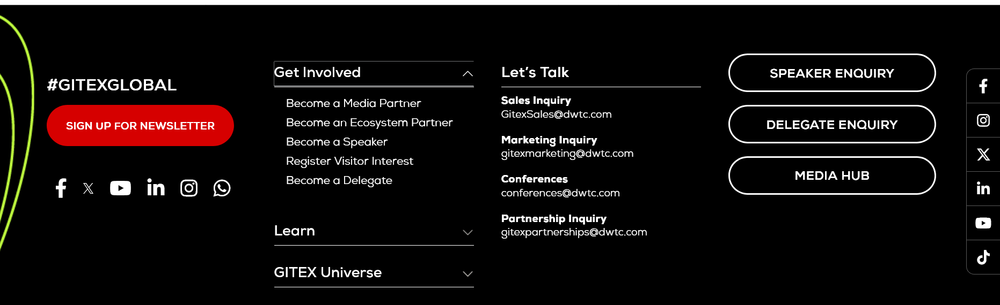 #GITEXGLOBAL
SIGN UP FOR NEWSLETTER
Get Involved
Become a Media Partner
Become an Ecosystem Partner
Become a Speaker
Register Visitor Interest
Become a Delegate
Learn
GITEX Universe
Let's Talk
Sales Inquiry
GitexSales@dwtc.com
Marketing Inquiry
gitexmarketing@dwtc.com
Conferences
conferences@dwtc.com
Partnership Inquiry
gitexpartnerships@dwtc.com
SPEAKER ENQUIRY
DELEGATE ENQUIRY
MEDIA HUB